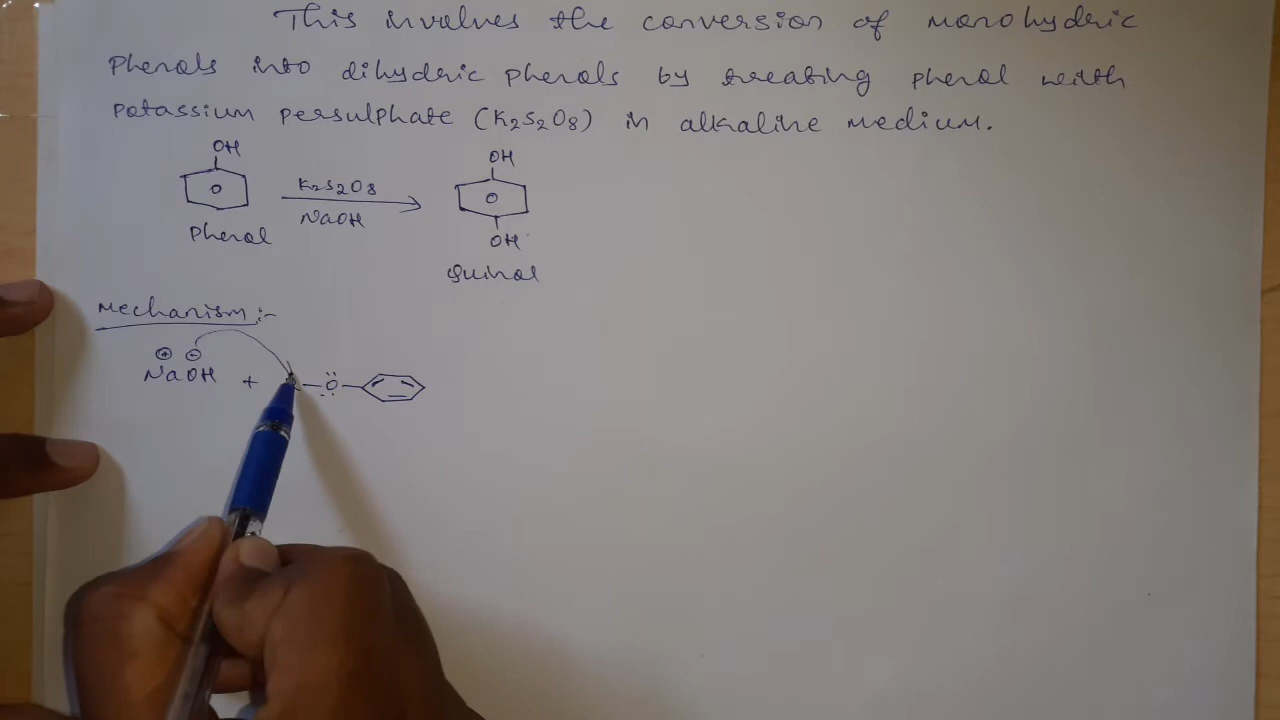 This involves the conversion of monohydric
Phenols into dihydric phenols by treating phenol with
Potassium persulphate (K2S2O8) in alkaline medium.
OH
OH
K2S2O8
NaOH
OH
Phenol
Quinol
Mechanism :-
⊕ ⊖
NaOH + - Ö -